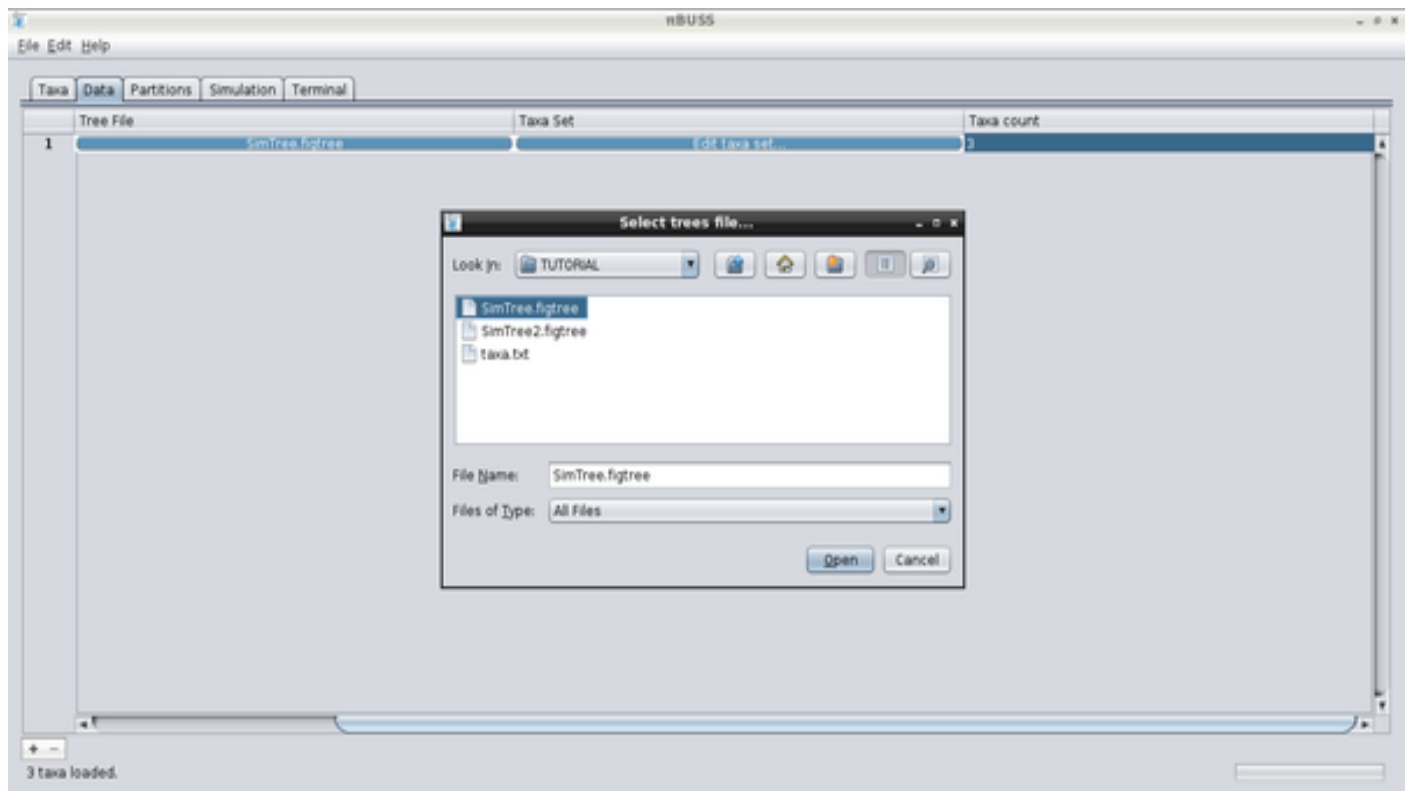 πBUSS
File Edit Help
Taxa Data Partitions Simulation Terminal
Tree File Taxa Set Taxa count
1 SimTree.figtree Edit taxa set... 3
Select trees file...
Look In: TUTORIAL
SimTree.figtree
SimTree2.figtree
taxa.txt
File Name: SimTree.figtree
Files of Type: All Files
Open Cancel
+ -
3 taxa loaded.